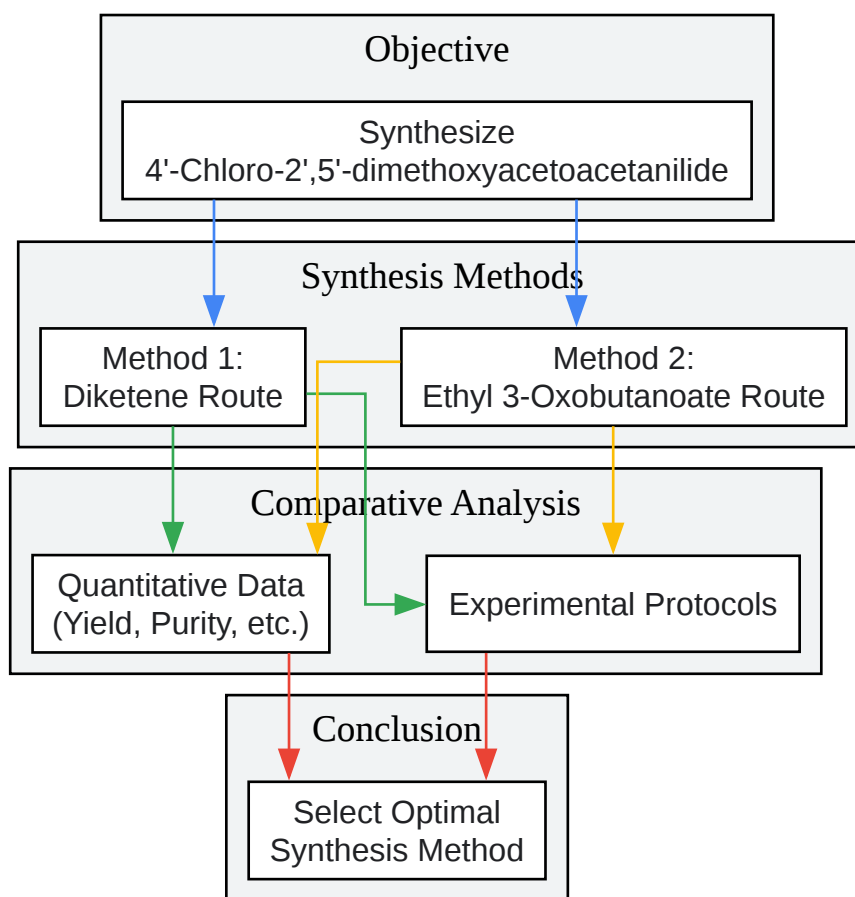 Objective
Synthesize
4'-Chloro-2',5'-dimethoxyacetoacetanilide
Synthesis Methods
Method 1:
Diketene Route
Method 2:
Ethyl 3-Oxobutanoate Route
Comparative Analysis
Quantitative Data
(Yield, Purity, etc.)
Experimental Protocols
Conclusion
Select Optimal
Synthesis Method